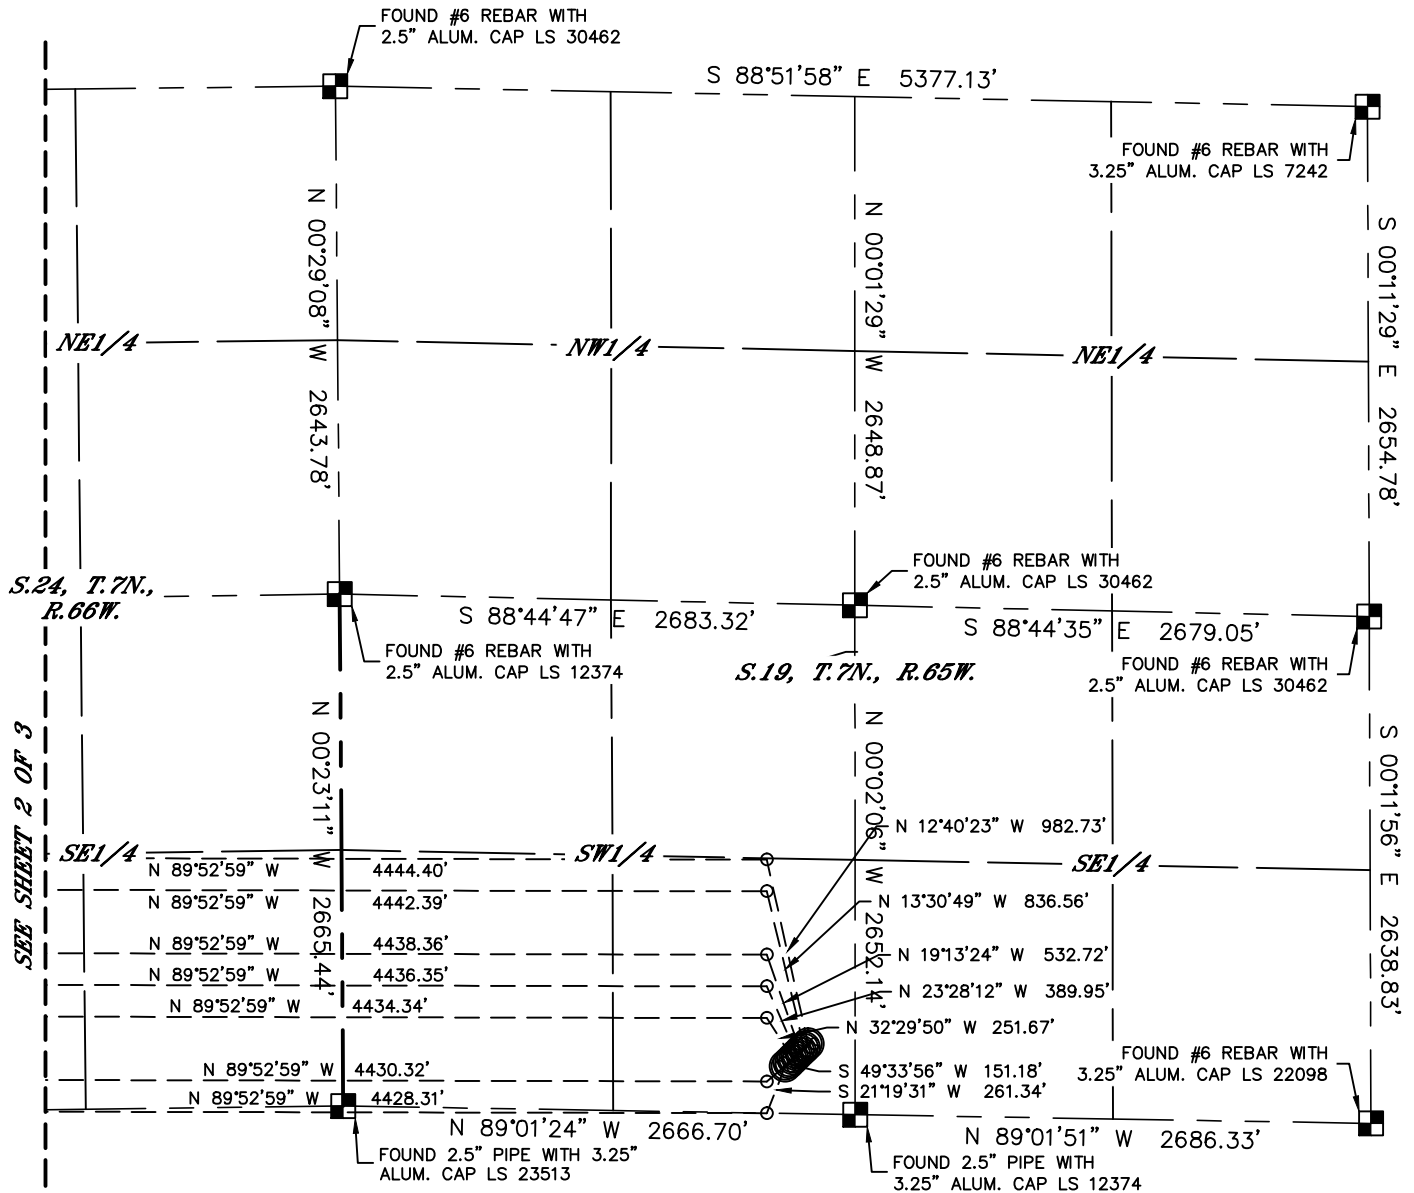 FOUND #6 REBAR WITH
2.5" ALUM. CAP LS 30462
S 88°51'58" E 5377.13'
FOUND #6 REBAR WITH
3.25" ALUM. CAP LS 7242
N 00°29'08" W 2643.78'
N 00°01'29" W 2648.87'
S 00°11'29" E 2654.78'
NE1/4
NW1/4
NE1/4
S.24, T.7N.,
R.66W.
FOUND #6 REBAR WITH
2.5" ALUM. CAP LS 30462
S 88°44'47" E 2683.32'
S 88°44'35" E 2679.05'
FOUND #6 REBAR WITH
2.5" ALUM. CAP LS 12374
S.19, T.7N., R.65W.
FOUND #6 REBAR WITH
2.5" ALUM. CAP LS 30462
SEE SHEET 2 OF 3
N 00°23'11" W 2665.44'
N 00°02'06" W 2652.14'
S 00°11'56" E 2638.83'
N 12°40'23" W 982.73'
SE1/4
SW1/4
SE1/4
N 89°52'59" W 4444.40'
N 89°52'59" W 4442.39'
N 13°30'49" W 836.56'
N 89°52'59" W 4438.36'
N 19°13'24" W 532.72'
N 89°52'59" W 4436.35'
N 23°28'12" W 389.95'
N 89°52'59" W 4434.34'
N 32°29'50" W 251.67'
N 89°52'59" W 4430.32'
S 49°33'56" W 151.18'
N 89°52'59" W 4428.31'
S 21°19'31" W 261.34'
FOUND #6 REBAR WITH
3.25" ALUM. CAP LS 22098
N 89°01'24" W 2666.70'
N 89°01'51" W 2686.33'
FOUND 2.5" PIPE WITH 3.25"
ALUM. CAP LS 23513
FOUND 2.5" PIPE WITH
3.25" ALUM. CAP LS 12374